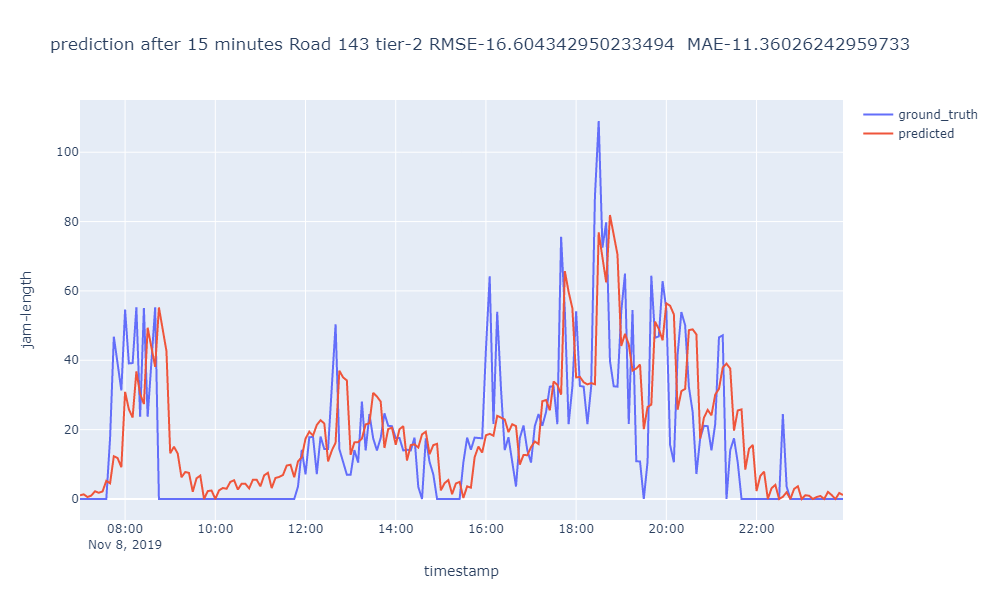 prediction after 15 minutes Road 143 tier-2 RMSE-16.604342950233494  MAE-11.36026242959733
ground_truth
predicted
100
80
60
40
20
0
jam-length
08:00
10:00
12:00
14:00
16:00
18:00
20:00
22:00
Nov 8, 2019
timestamp